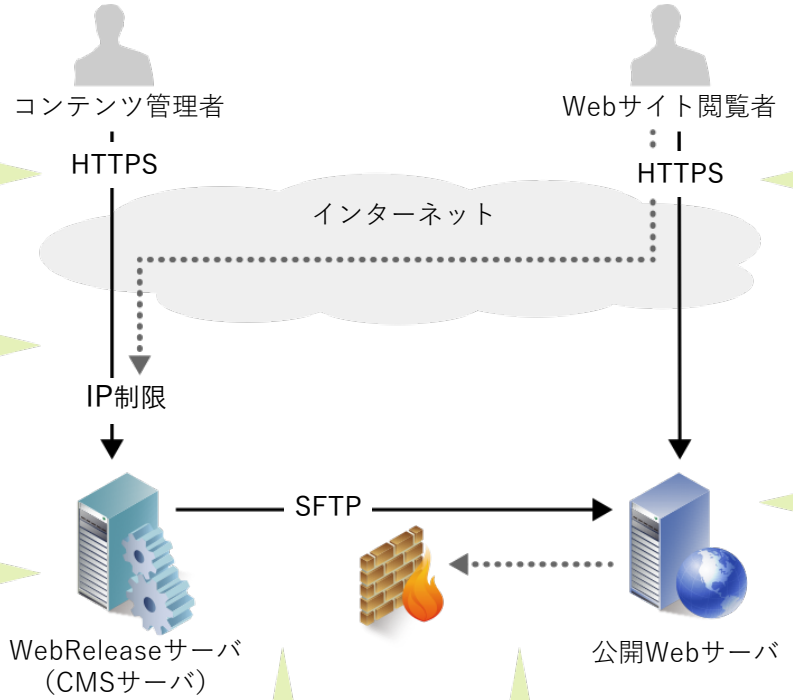 コンテンツ管理者
Webサイト閲覧者
HTTPS
HTTPS
インターネット
IP制限
SFTP
WebReleaseサーバ
（CMSサーバ）
公開Webサーバ